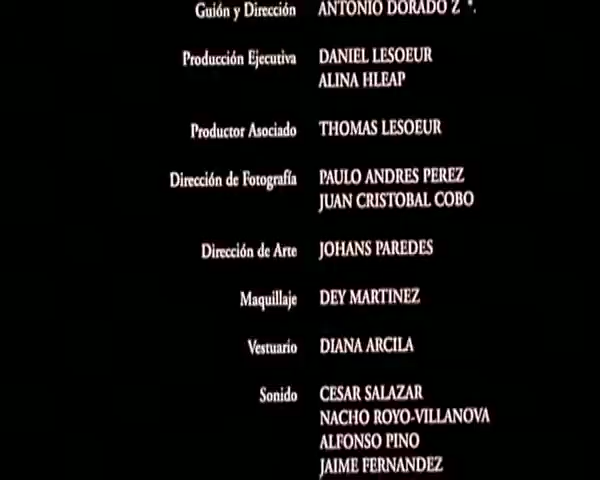 Guión y Dirección ANTONIO DORADO Z
Producción Ejecutiva DANIEL LESOEUR
ALINA HLEAP
Productor Asociado THOMAS LESOEUR
Dirección de Fotografía PAULO ANDRES PEREZ
JUAN CRISTOBAL COBO
Dirección de Arte JOHANS PAREDES
Maquillaje DEY MARTINEZ
Vestuario DIANA ARCILA
Sonido CESAR SALAZAR
NACHO ROYO-VILLANOVA
ALFONSO PINO
JAIME FERNANDEZ